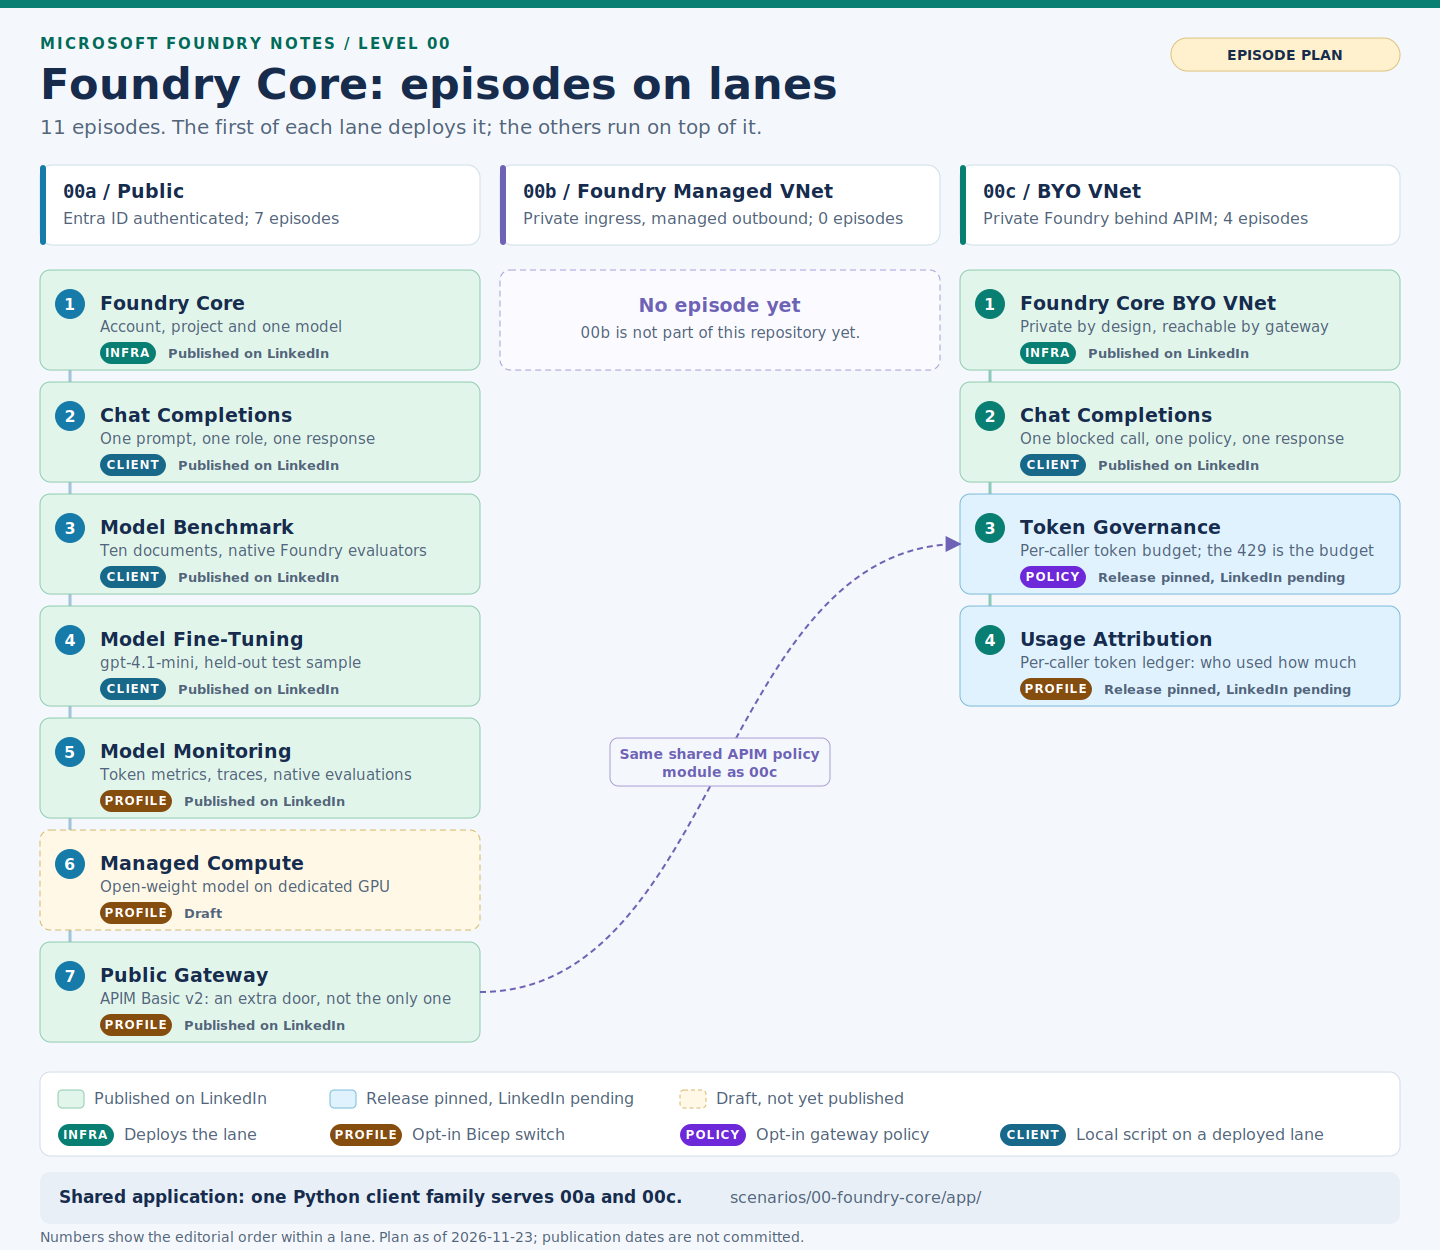 MICROSOFT FOUNDRY NOTES / LEVEL 00
EPISODE PLAN
Foundry Core: episodes on lanes
11 episodes. The first of each lane deploys it; the others run on top of it.
00a / Public
Entra ID authenticated; 7 episodes
00b / Foundry Managed VNet
Private ingress, managed outbound; 0 episodes
00c / BYO VNet
Private Foundry behind APIM; 4 episodes
1
Foundry Core
Account, project and one model
INFRA Published on LinkedIn
2
Chat Completions
One prompt, one role, one response
CLIENT Published on LinkedIn
3
Model Benchmark
Ten documents, native Foundry evaluators
CLIENT Published on LinkedIn
4
Model Fine-Tuning
gpt-4.1-mini, held-out test sample
CLIENT Published on LinkedIn
5
Model Monitoring
Token metrics, traces, native evaluations
PROFILE Published on LinkedIn
6
Managed Compute
Open-weight model on dedicated GPU
PROFILE Draft
7
Public Gateway
APIM Basic v2: an extra door, not the only one
PROFILE Published on LinkedIn
No episode yet
00b is not part of this repository yet.
Same shared APIM policy
module as 00c
1
Foundry Core BYO VNet
Private by design, reachable by gateway
INFRA Published on LinkedIn
2
Chat Completions
One blocked call, one policy, one response
CLIENT Published on LinkedIn
3
Token Governance
Per-caller token budget; the 429 is the budget
POLICY Release pinned, LinkedIn pending
4
Usage Attribution
Per-caller token ledger: who used how much
PROFILE Release pinned, LinkedIn pending
Published on LinkedIn
Release pinned, LinkedIn pending
Draft, not yet published
INFRA Deploys the lane
PROFILE Opt-in Bicep switch
POLICY Opt-in gateway policy
CLIENT Local script on a deployed lane
Shared application: one Python client family serves 00a and 00c.
scenarios/00-foundry-core/app/
Numbers show the editorial order within a lane. Plan as of 2026-11-23; publication dates are not committed.